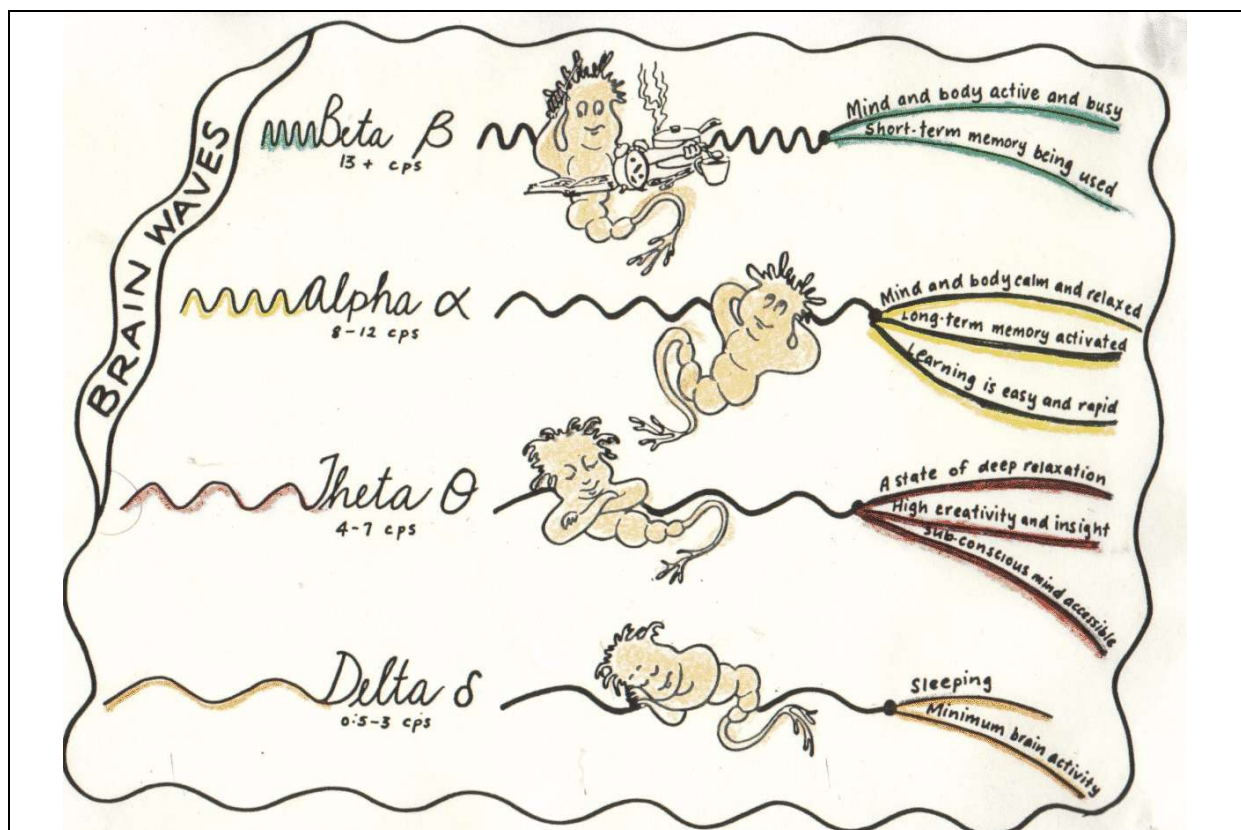 BRAIN WAVES
Beta β
13+ cps
Mind and body active and busy
Short-term memory being used
Alpha α
8-12 cps
Mind and body calm and relaxed
Long-term memory activated
Learning is easy and rapid
Theta θ
4-7 cps
A state of deep relaxation
High creativity and insight
Sub-conscious mind accessible
Delta δ
0.5-3 cps
Sleeping
Minimum brain activity